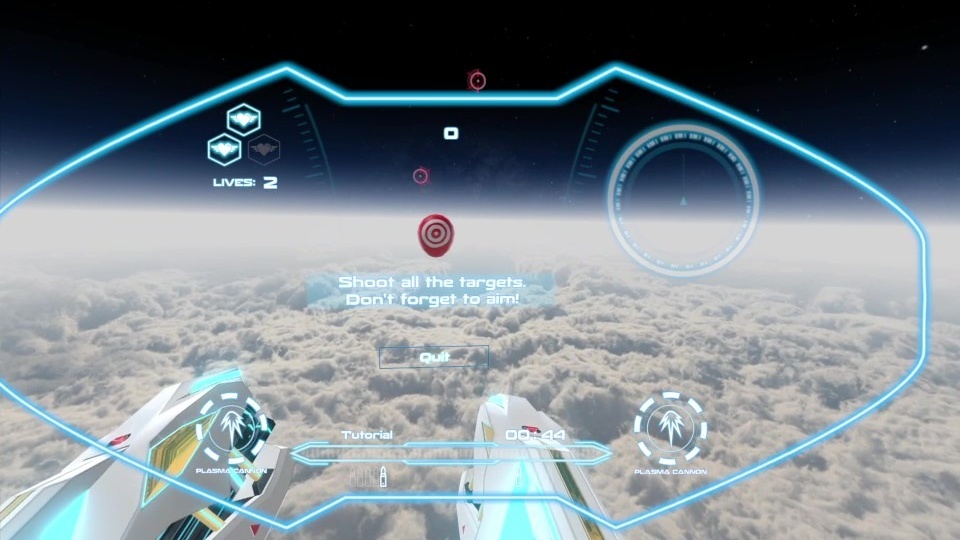 0
LIVES: 2
Shoot all the targets.
Don't forget to aim!
Quit
Tutorial
00:44
PLASMA CANNON
PLASMA CANNON